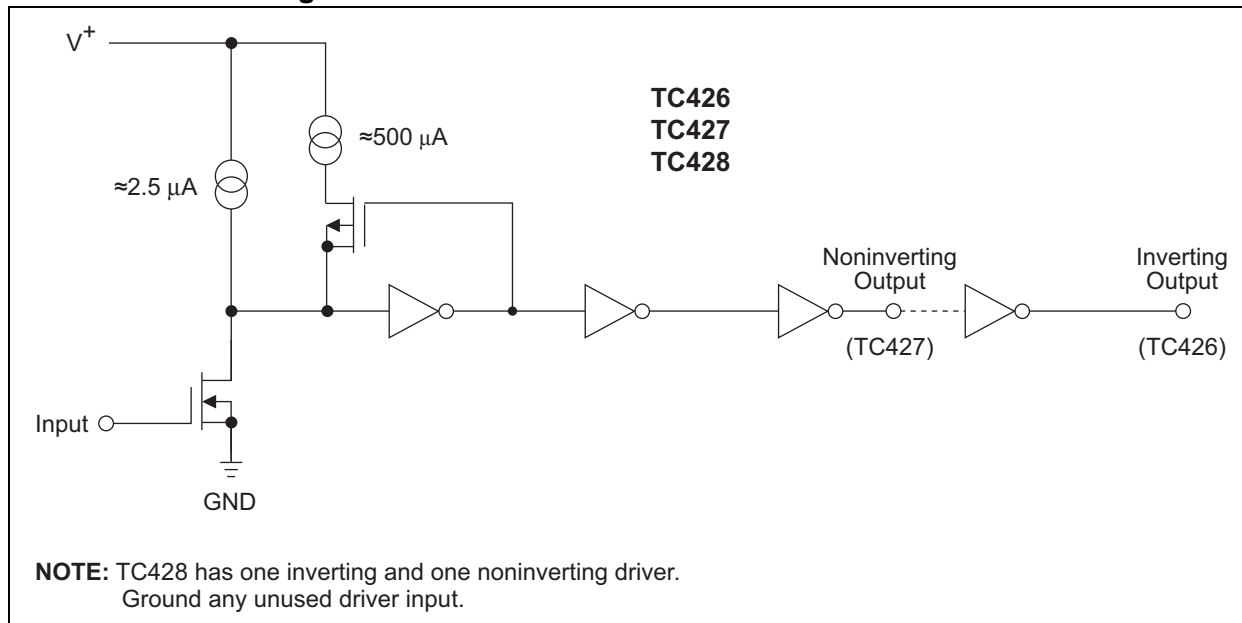 V+
≈500 μA
≈2.5 μA
TC426
TC427
TC428
Noninverting
Output
(TC427)
Inverting
Output
(TC426)
Input
GND
NOTE: TC428 has one inverting and one noninverting driver.
Ground any unused driver input.